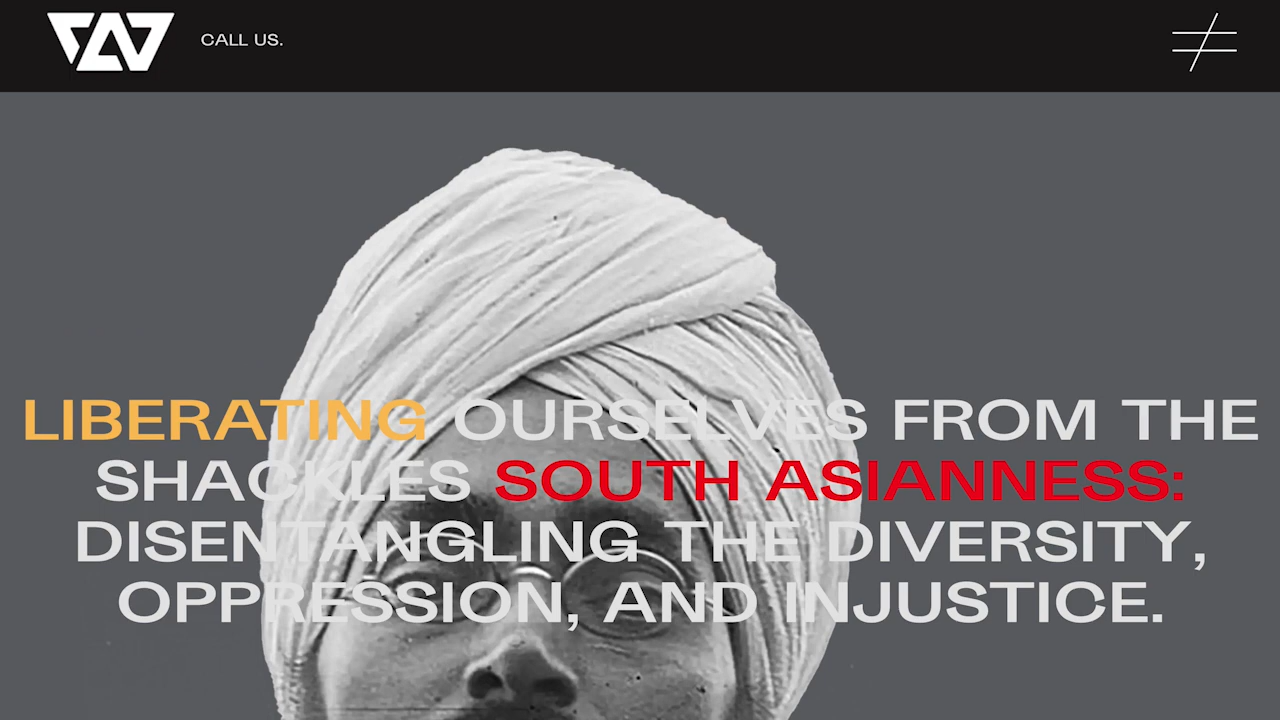 CALL US.
LIBERATING OURSELVES FROM THE
SHACKLES SOUTH ASIANNESS:
DISENTANGLING THE DIVERSITY,
OPPRESSION, AND INJUSTICE.